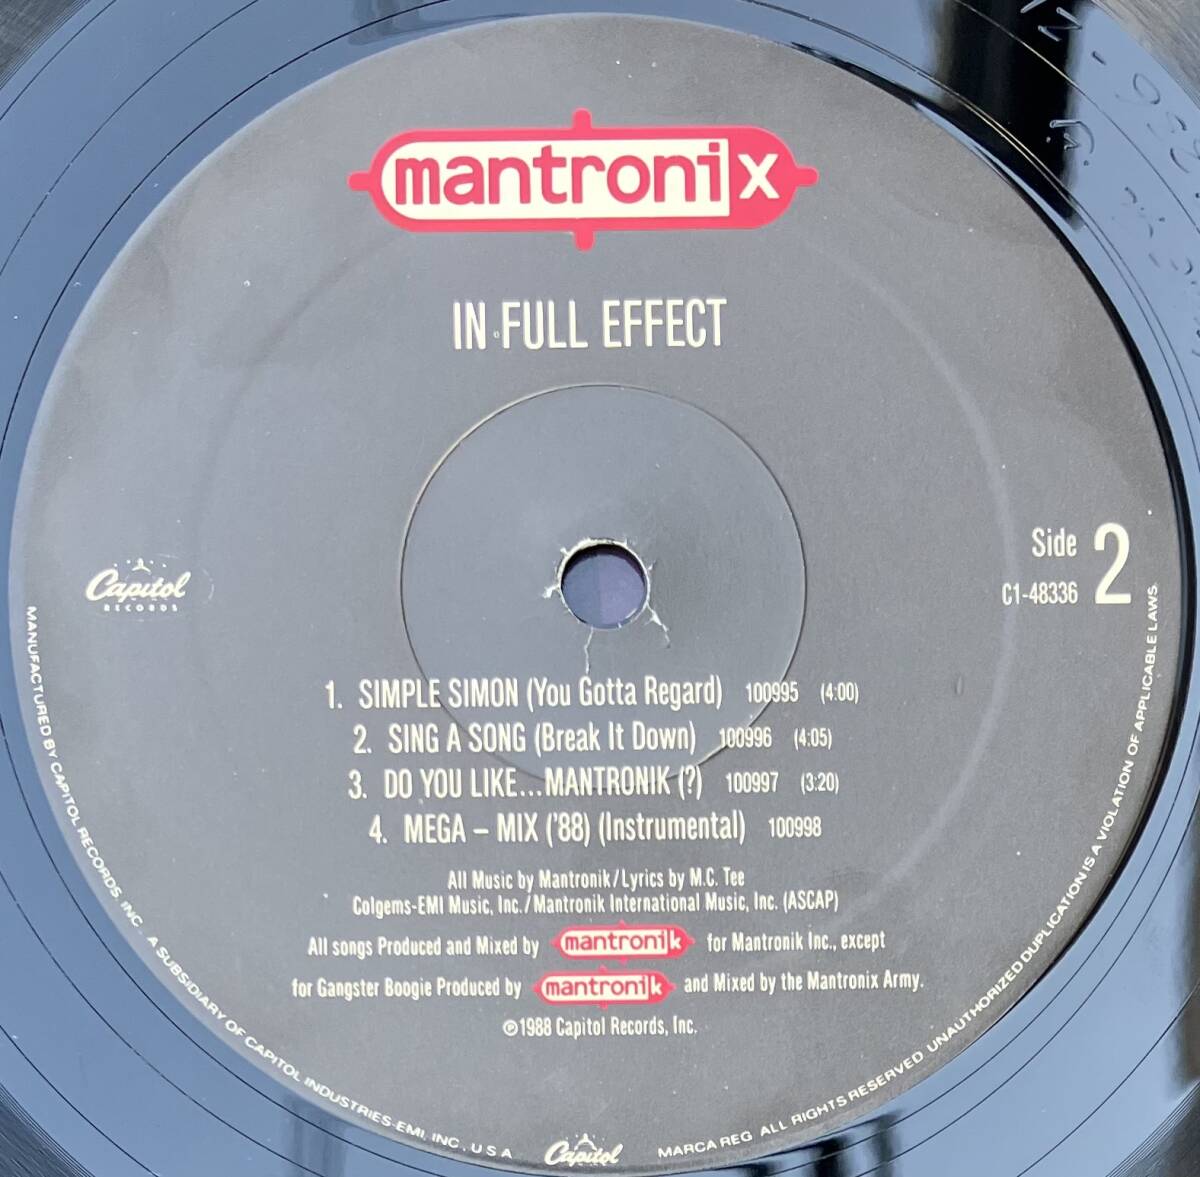 mantronix
IN FULL EFFECT
Capitol
RECORDS
Side 2
C1-48336
1. SIMPLE SIMON (You Gotta Regard) 100995 (4:00)
2. SING A SONG (Break It Down) 100996 (4:05)
3. DO YOU LIKE...MANTRONIK (?) 100997 (3:20)
4. MEGA – MIX ('88) (Instrumental) 100998
All Music by Mantronik/Lyrics by M.C. Tee
Colgems-EMI Music, Inc./Mantronik International Music, Inc. (ASCAP)
All songs Produced and Mixed by mantronik for Mantronik Inc., except
for Gangster Boogie Produced by mantronik and Mixed by the Mantronix Army.
℗1988 Capitol Records, Inc.
MANUFACTURED BY CAPITOL RECORDS, INC. A SUBSIDIARY OF CAPITOL INDUSTRIES-EMI, INC., U S A
Capitol
MARCA REG ALL RIGHTS RESERVED UNAUTHORIZED DUPLICATION IS A VIOLATION OF APPLICABLE LAWS.